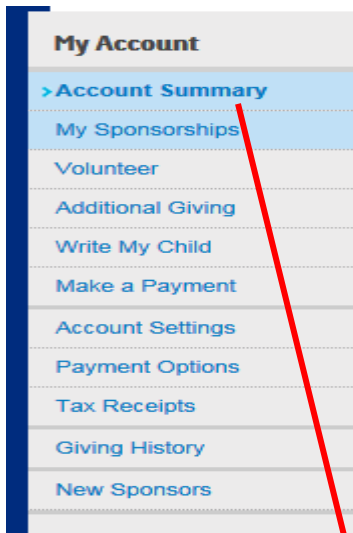 My Account
>Account Summary
My Sponsorships
Volunteer
Additional Giving
Write My Child
Make a Payment
Account Settings
Payment Options
Tax Receipts
Giving History
New Sponsors